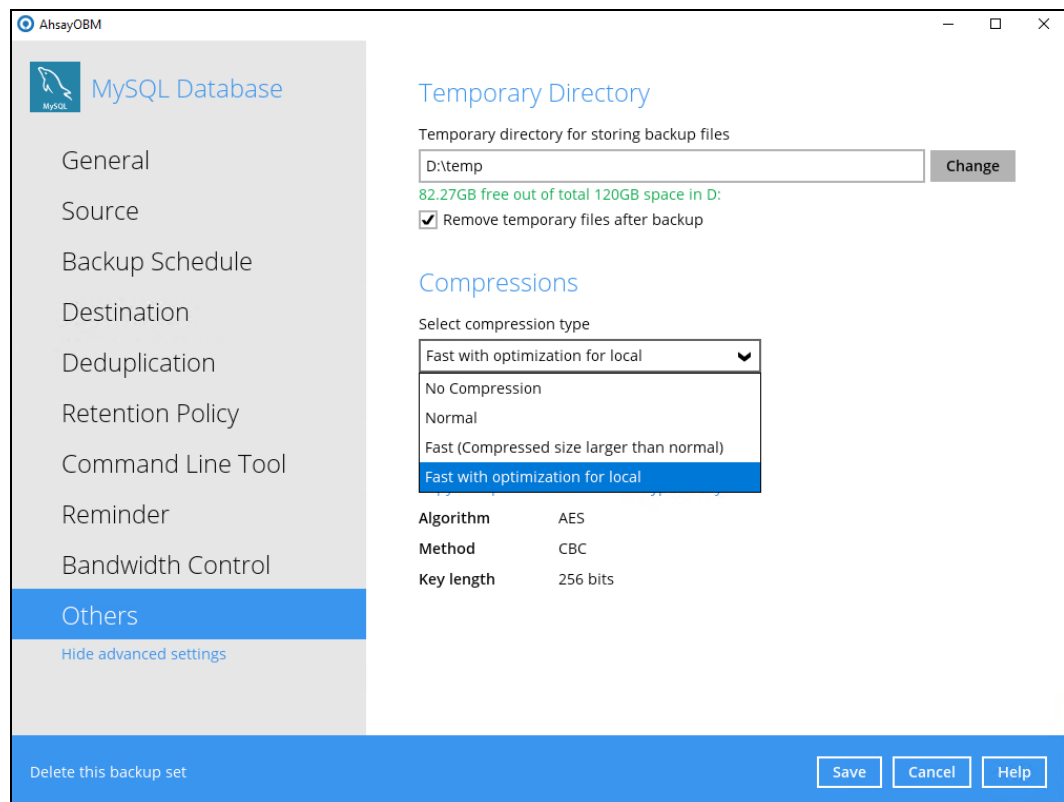 AhsayOBM
MySQL
MySQL Database
General
Source
Backup Schedule
Destination
Deduplication
Retention Policy
Command Line Tool
Reminder
Bandwidth Control
Others
Hide advanced settings
Temporary Directory
Temporary directory for storing backup files
D:\temp
Change
82.27GB free out of total 120GB space in D:
Remove temporary files after backup
Compressions
Select compression type
Fast with optimization for local
No Compression
Normal
Fast (Compressed size larger than normal)
Fast with optimization for local
Algorithm AES
Method CBC
Key length 256 bits
Delete this backup set
Save Cancel Help